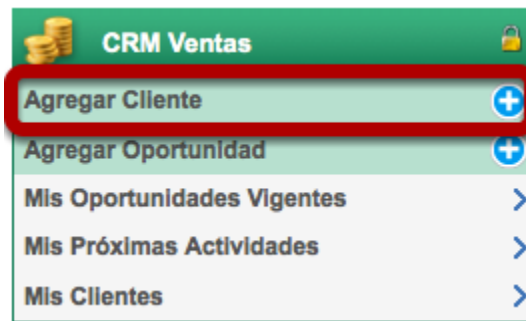 CRM Ventas
Agregar Cliente
Agregar Oportunidad
Mis Oportunidades Vigentes
Mis Próximas Actividades
Mis Clientes